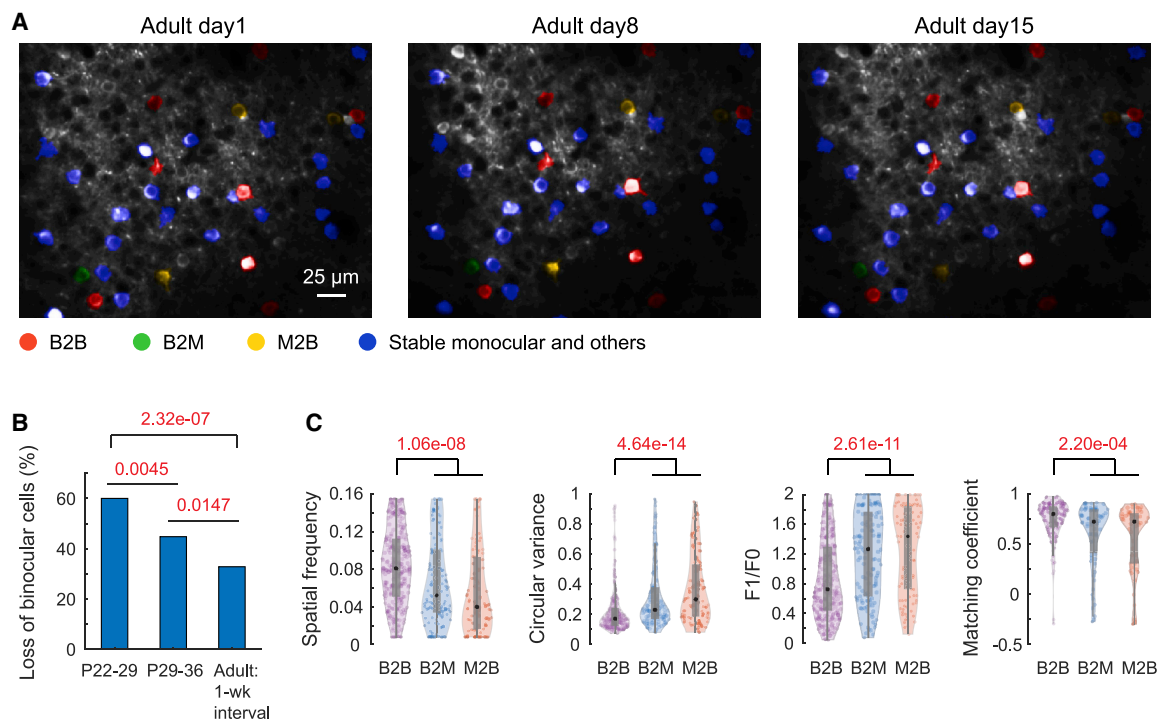 A
Adult day1
Adult day8
Adult day15
25 µm
B2B
B2M
M2B
Stable monocular and others
B
2.32e-07
0.0045
0.0147
Loss of binocular cells (%)
60
40
20
0
P22-29
P29-36
Adult:
1-wk
interval
C
1.06e-08
Spatial frequency
0.16
0.12
0.08
0.04
0
B2B
B2M
M2B
4.64e-14
Circular variance
1
0.8
0.6
0.4
0.2
0
B2B
B2M
M2B
2.61e-11
F1/F0
2
1.6
1.2
0.8
0.4
0
B2B
B2M
M2B
2.20e-04
Matching coefficient
1
0.5
0
-0.5
B2B
B2M
M2B